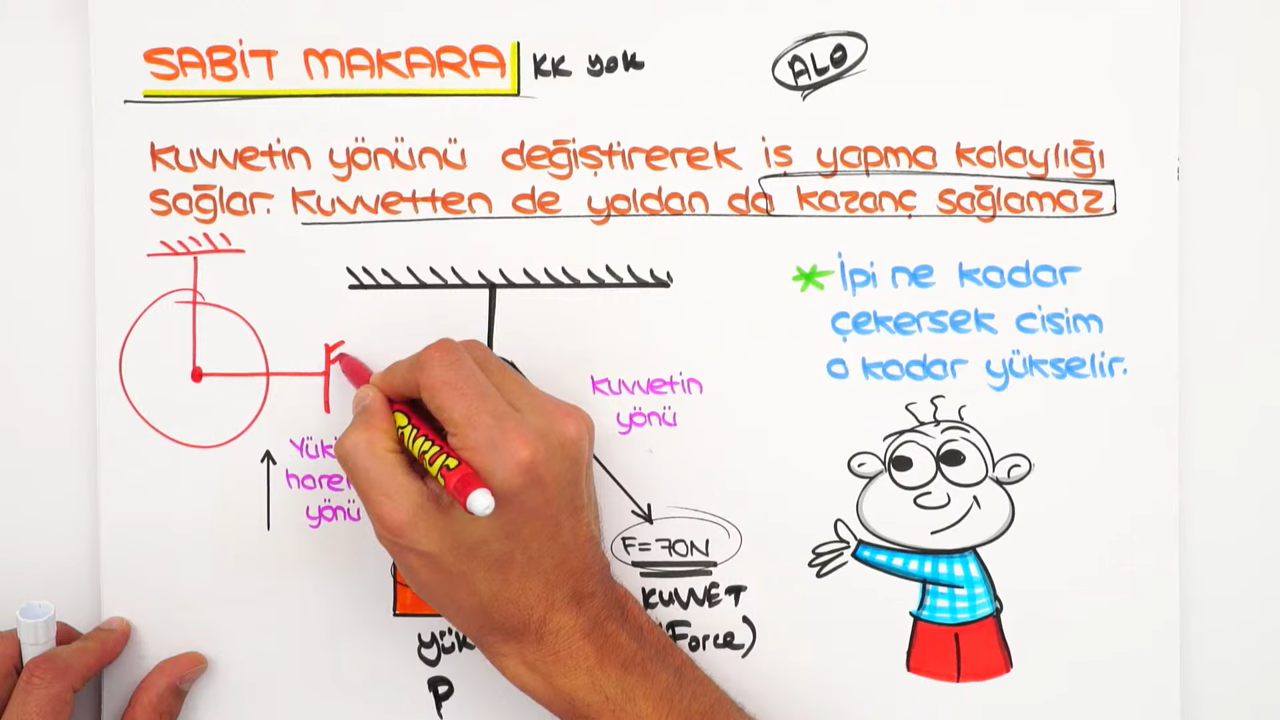 SABİT MAKARA KK yok
ALO
Kuvvetin yönünü değiştirerek iş yapma kolaylığı
sağlar. Kuvvetten de yoldan da kazanç sağlamaz.
* İpi ne kadar
çekersek cisim
o kadar yükselir.
kuvvetin
yönü
yönü
F=70N
KUVVET
Force)
yük
P